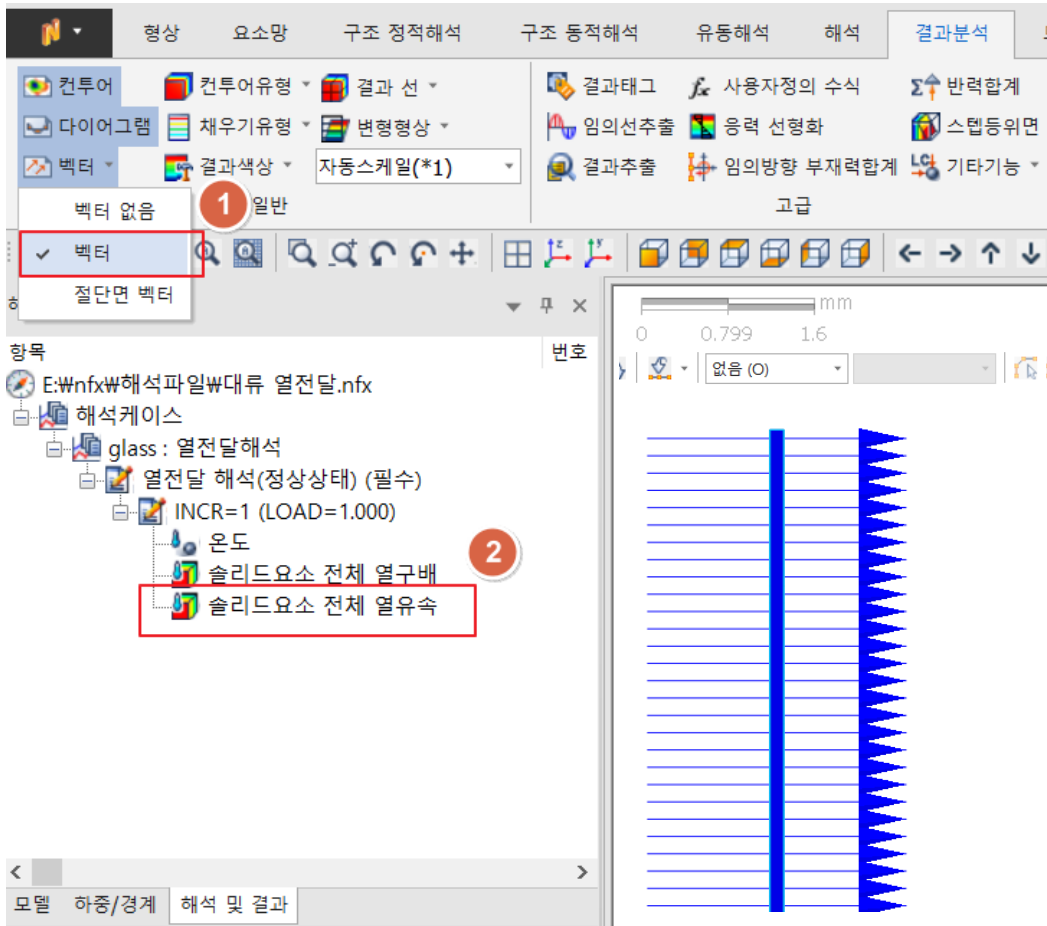 형상 요소망 구조 정적해석 구조 동적해석 유동해석 해석 결과분석
컨투어 컨투어유형 결과 선 결과태그 사용자정의 수식 반력합계
다이어그램 채우기유형 변형형상 임의선추출 응력 선형화 스텝등위면
벡터 결과색상 자동스케일(*1) 결과추출 임의방향 부재력합계 기타기능
벡터 없음 1 일반 고급
벡터
절단면 벡터
mm
0 0.799 1.6
항목 번호
없음 (O)
E:₩nfx₩해석파일₩대류 열전달.nfx
해석케이스
glass : 열전달해석
열전달 해석(정상상태) (필수)
INCR=1 (LOAD=1.000)
온도
2
솔리드요소 전체 열구배
솔리드요소 전체 열유속
모델 하중/경계 해석 및 결과